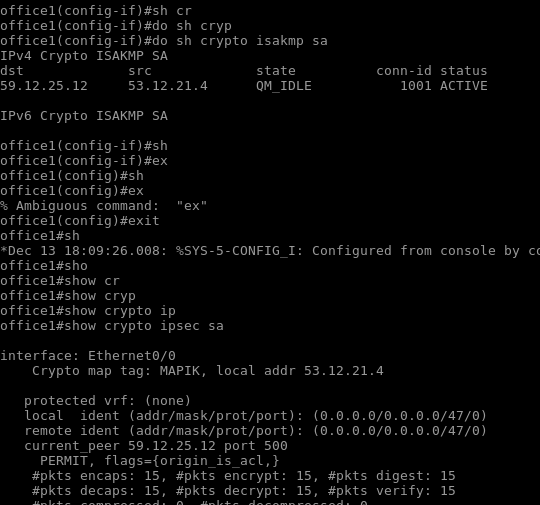 office1(config-if)#sh cr
office1(config-if)#do sh cryp
office1(config-if)#do sh crypto isakmp sa
IPv4 Crypto ISAKMP SA
dst             src             state          conn-id status
59.12.25.12     53.12.21.4      QM_IDLE           1001 ACTIVE

IPv6 Crypto ISAKMP SA

office1(config-if)#sh
office1(config-if)#ex
office1(config)#sh
office1(config)#ex
% Ambiguous command:  "ex"
office1(config)#exit
office1#sh
*Dec 13 18:09:26.008: %SYS-5-CONFIG_I: Configured from console by co
office1#sho
office1#show cr
office1#show cryp
office1#show crypto ip
office1#show crypto ipsec sa

interface: Ethernet0/0
    Crypto map tag: MAPIK, local addr 53.12.21.4

   protected vrf: (none)
   local  ident (addr/mask/prot/port): (0.0.0.0/0.0.0.0/47/0)
   remote ident (addr/mask/prot/port): (0.0.0.0/0.0.0.0/47/0)
   current_peer 59.12.25.12 port 500
     PERMIT, flags={origin_is_acl,}
    #pkts encaps: 15, #pkts encrypt: 15, #pkts digest: 15
    #pkts decaps: 15, #pkts decrypt: 15, #pkts verify: 15
    #pkts compressed: 0, #pkts decompressed: 0